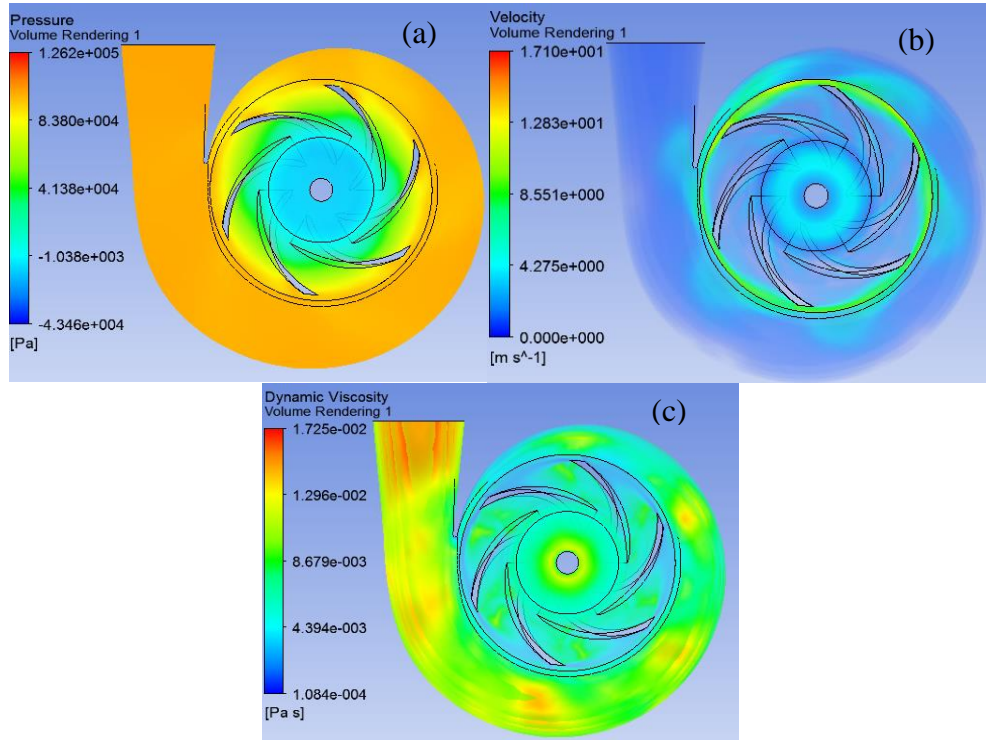 Pressure
Volume Rendering 1
(a)
1.262e+005
8.380e+004
4.138e+004
-1.038e+003
-4.346e+004
[Pa]
Velocity
Volume Rendering 1
(b)
1.710e+001
1.283e+001
8.551e+000
4.275e+000
0.000e+000
[m s^-1]
Dynamic Viscosity
Volume Rendering 1
(c)
1.725e-002
1.296e-002
8.679e-003
4.394e-003
1.084e-004
[Pa s]